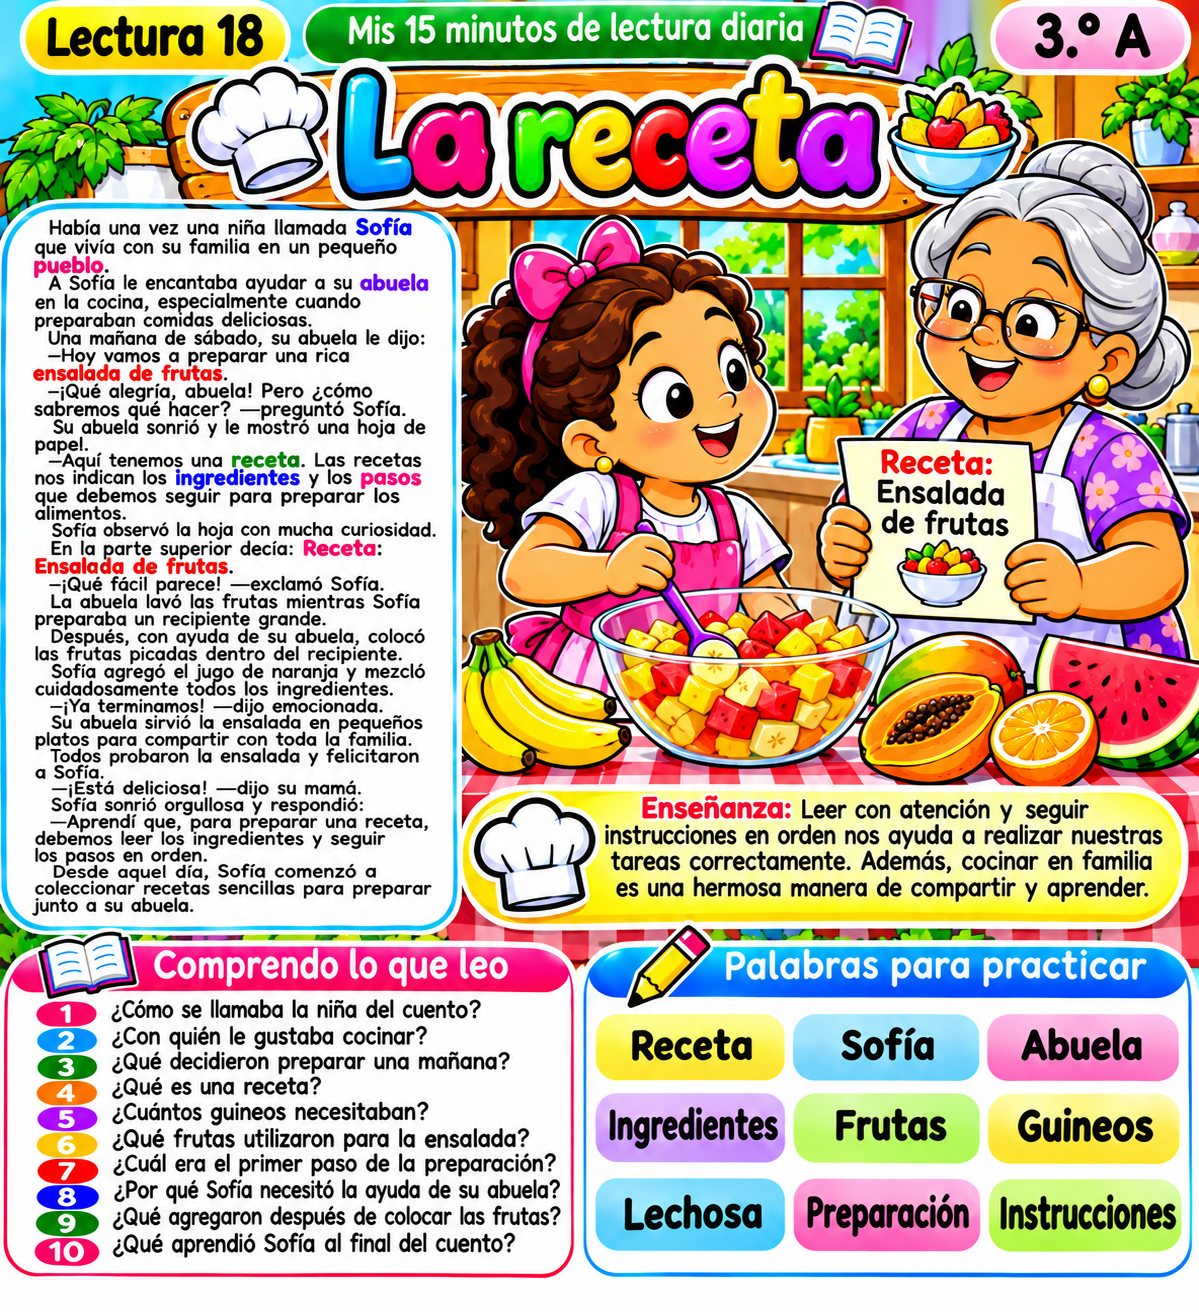 Lectura 18
Mis 15 minutos de lectura diaria
3.º A
La receta
Había una vez una niña llamada Sofía
que vivía con su familia en un pequeño
pueblo.
A Sofía le encantaba ayudar a su abuela
en la cocina, especialmente cuando
preparaban comidas deliciosas.
Una mañana de sábado, su abuela le dijo:
—Hoy vamos a preparar una rica
ensalada de frutas.
—¡Qué alegría, abuela! Pero ¿cómo
sabremos qué hacer? —preguntó Sofía.
Su abuela sonrió y le mostró una hoja de
papel.
—Aquí tenemos una receta. Las recetas
nos indican los ingredientes y los pasos
que debemos seguir para preparar los
alimentos.
Sofía observó la hoja con mucha curiosidad.
En la parte superior decía: Receta:
Ensalada de frutas.
—¡Qué fácil parece! —exclamó Sofía.
La abuela lavó las frutas mientras Sofía
preparaba un recipiente grande.
Después, con ayuda de su abuela, colocó
las frutas picadas dentro del recipiente.
Sofía agregó el jugo de naranja y mezcló
cuidadosamente todos los ingredientes.
—¡Ya terminamos! —dijo emocionada.
Su abuela sirvió la ensalada en pequeños
platos para compartir con toda la familia.
Todos probaron la ensalada y felicitaron
a Sofía.
—¡Está deliciosa! —dijo su mamá.
Sofía sonrió orgullosa y respondió:
—Aprendí que, para preparar una receta,
debemos leer los ingredientes y seguir
los pasos en orden.
Desde aquel día, Sofía comenzó a
coleccionar recetas sencillas para preparar
junto a su abuela.
Receta:
Ensalada
de frutas
Enseñanza: Leer con atención y seguir
instrucciones en orden nos ayuda a realizar nuestras
tareas correctamente. Además, cocinar en familia
es una hermosa manera de compartir y aprender.
Comprendo lo que leo
1 ¿Cómo se llamaba la niña del cuento?
2 ¿Con quién le gustaba cocinar?
3 ¿Qué decidieron preparar una mañana?
4 ¿Qué es una receta?
5 ¿Cuántos guineos necesitaban?
6 ¿Qué frutas utilizaron para la ensalada?
7 ¿Cuál era el primer paso de la preparación?
8 ¿Por qué Sofía necesitó la ayuda de su abuela?
9 ¿Qué agregaron después de colocar las frutas?
10 ¿Qué aprendió Sofía al final del cuento?
Palabras para practicar
Receta Sofía Abuela
Ingredientes Frutas Guineos
Lechosa Preparación Instrucciones